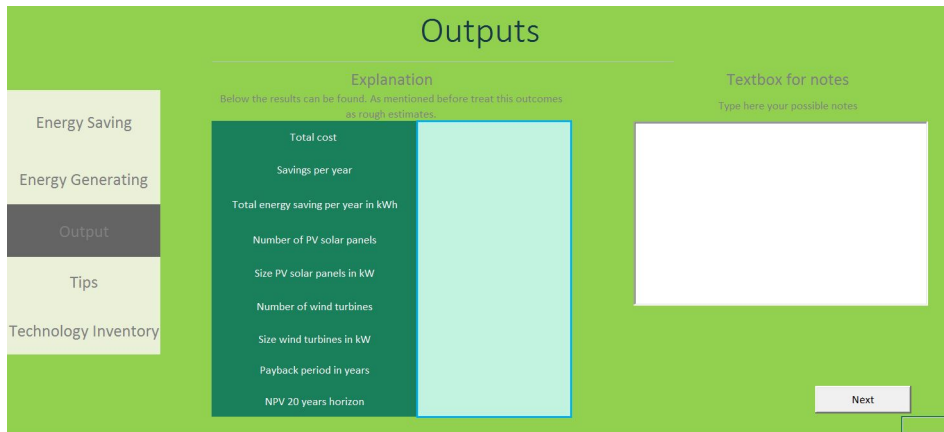 Outputs
Energy Saving
Energy Generating
Output
Tips
Technology Inventory
Explanation
Below the results can be found. As mentioned before treat this outcomes
as rough estimates.
Total cost
Savings per year
Total energy saving per year in kWh
Number of PV solar panels
Size PV solar panels in kW
Number of wind turbines
Size wind turbines in kW
Payback period in years
NPV 20 years horizon
Textbox for notes
Type here your possible notes
Next